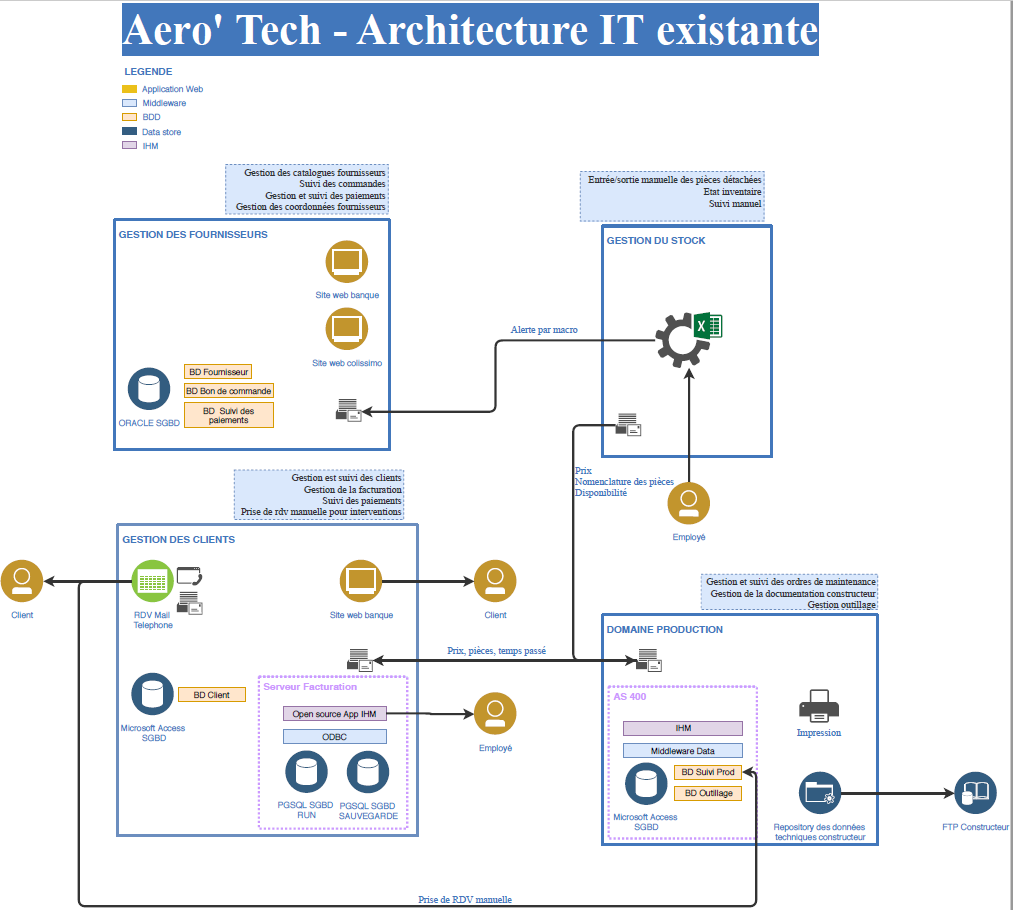 Aero' Tech - Architecture IT existante
LEGENDE
Application Web
Middleware
BDD
Data store
IHM
Gestion des catalogues fournisseurs
Suivi des commandes
Gestion et suivi des paiements
Gestion des coordonnées fournisseurs
GESTION DES FOURNISSEURS
Site web banque
Site web colissimo
BD Fournisseur
BD Bon de commande
BD Suivi des
paiements
ORACLE SGBD
Alerte par macro
Entrée/sortie manuelle des pièces détachées
Etat inventaire
Suivi manuel
GESTION DU STOCK
X
Prix
Nomenclature des pièces
Disponibilité
Employé
Gestion est suivi des clients
Gestion de la facturation
Suivi des paiements
Prise de rdv manuelle pour interventions
GESTION DES CLIENTS
Client
RDV Mail
Telephone
Site web banque
Client
Prix, pièces, temps passé
BD Client
Microsoft Access
SGBD
Serveur Facturation
Open source App IHM
ODBC
PGSQL SGBD
RUN
PGSQL SGBD
SAUVEGARDE
Employé
Gestion et suivi des ordres de maintenance
Gestion de la documentation constructeur
Gestion outillage
DOMAINE PRODUCTION
AS 400
IHM
Middleware Data
BD Suivi Prod
BD Outillage
Microsoft Access
SGBD
Impression
Repository des données
techniques constructeur
FTP Constructeur
Prise de RDV manuelle